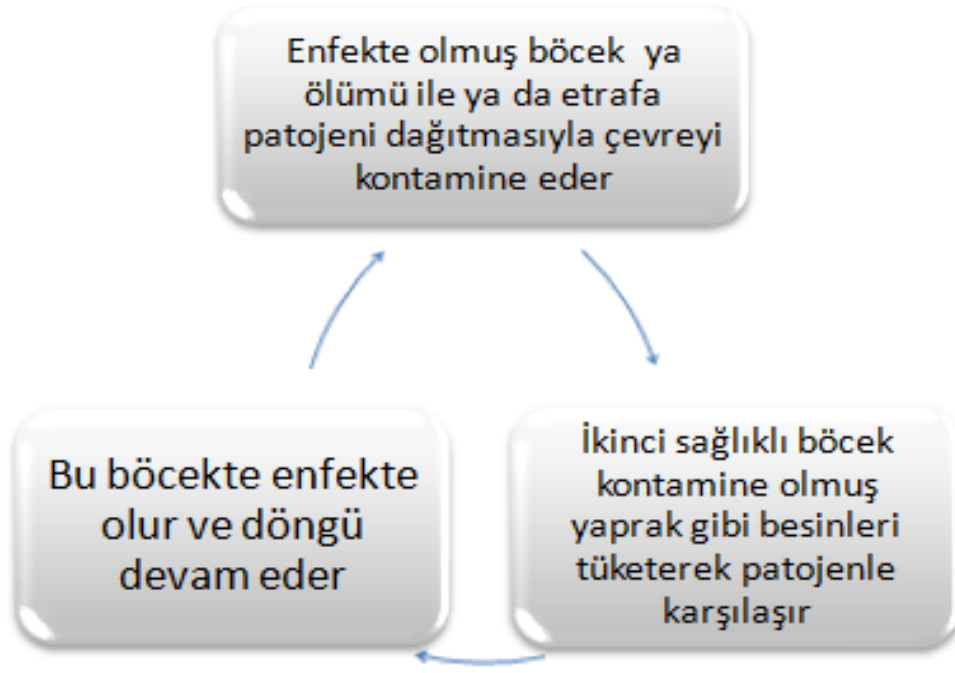 Enfekte olmuş böcek ya
ölümü ile ya da etrafa
patojeni dağıtmasıyla çevreyi
kontamine eder
İkinci sağlıklı böcek
kontamine olmuş
yaprak gibi besinleri
tüketerek patojenle
karşılaşır
Bu böcekte enfekte
olur ve döngü
devam eder